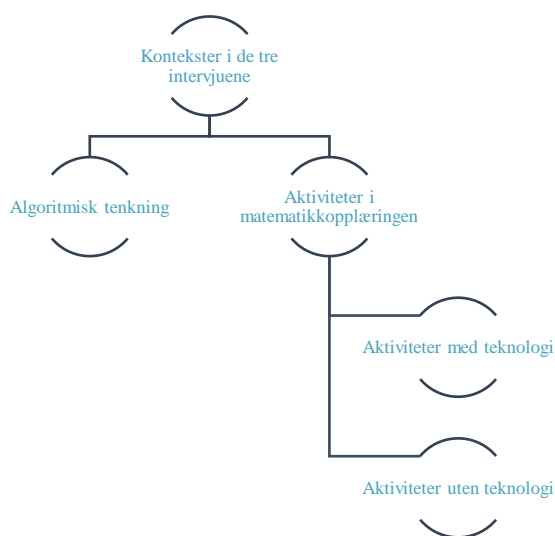 Kontekster i de tre
intervjuene
Algoritmisk tenkning
Aktiviteter i
matematikkopplæringen
Aktiviteter med teknologi
Aktiviteter uten teknologi